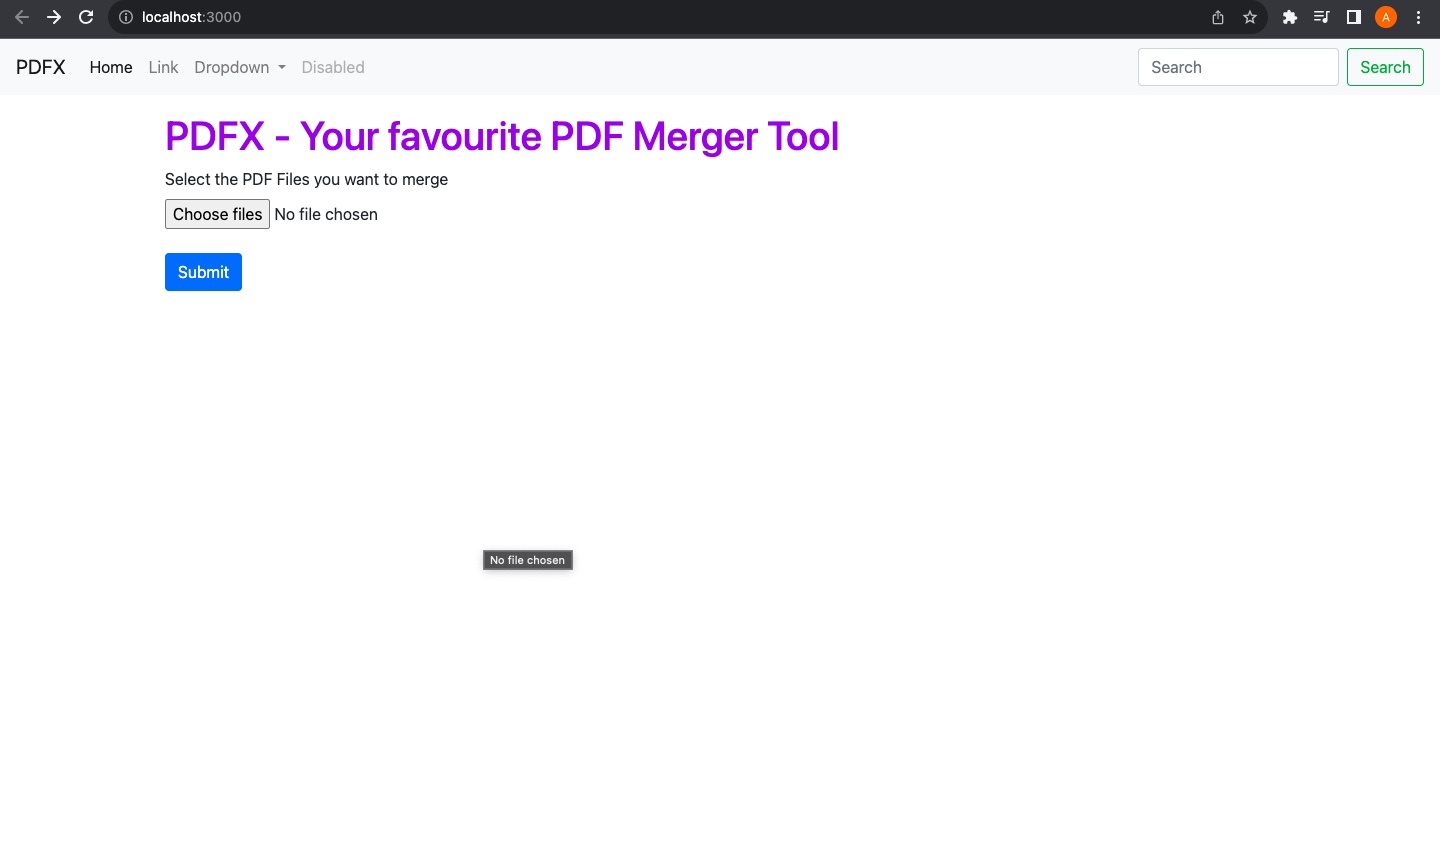 localhost:3000
A
PDFX Home Link Dropdown Disabled Search Search
PDFX - Your favourite PDF Merger Tool
Select the PDF Files you want to merge
Choose files No file chosen
Submit
No file chosen